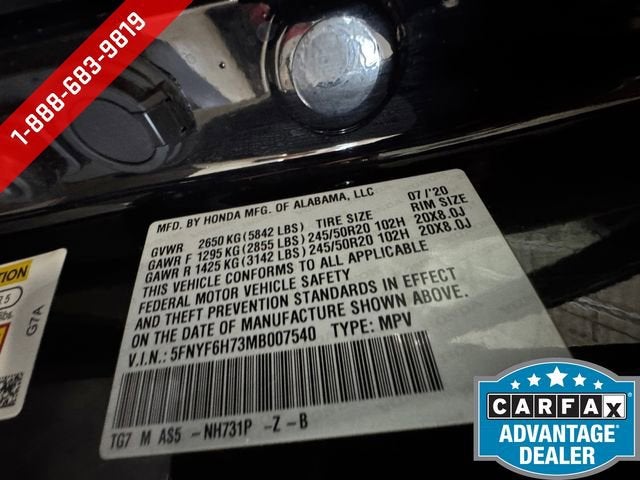 1-888-683-9819
MFD. BY HONDA MFG. OF ALABAMA, LLC 07/'20
GVWR 2650 KG (5842 LBS) TIRE SIZE RIM SIZE
GAWR F 1295 KG (2855 LBS) 245/50R20 102H 20X8.0J
GAWR R 1425 KG (3142 LBS) 245/50R20 102H 20X8.0J
THIS VEHICLE CONFORMS TO ALL APPLICABLE
FEDERAL MOTOR VEHICLE SAFETY
AND THEFT PREVENTION STANDARDS IN EFFECT
ON THE DATE OF MANUFACTURE SHOWN ABOVE.
V.I.N.: 5FNYF6H73MB007540 TYPE: MPV
TG7 M AS5 -NH731P -Z -B
G7A
CARFAX
ADVANTAGE
DEALER